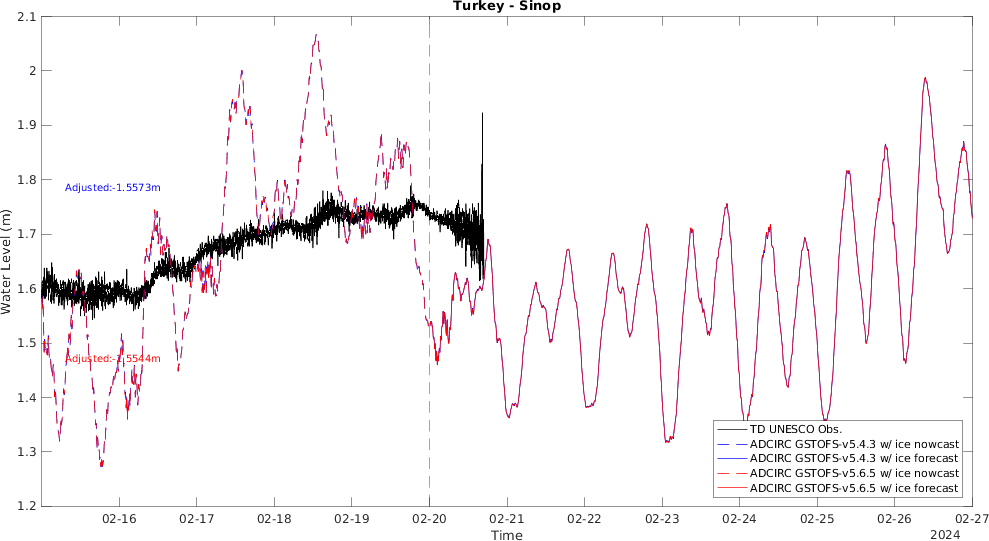 Turkey - Sinop
2.1
2
1.9
1.8
1.7
1.6
1.5
1.4
1.3
1.2
Water Level (m)
Adjusted:-1.5573m
Adjusted:-1.5544m
TD UNESCO Obs.
ADCIRC GSTOFS-v5.4.3 w/ ice nowcast
ADCIRC GSTOFS-v5.4.3 w/ ice forecast
ADCIRC GSTOFS-v5.6.5 w/ ice nowcast
ADCIRC GSTOFS-v5.6.5 w/ ice forecast
02-16 02-17 02-18 02-19 02-20 02-21 02-22 02-23 02-24 02-25 02-26 02-27
Time
2024